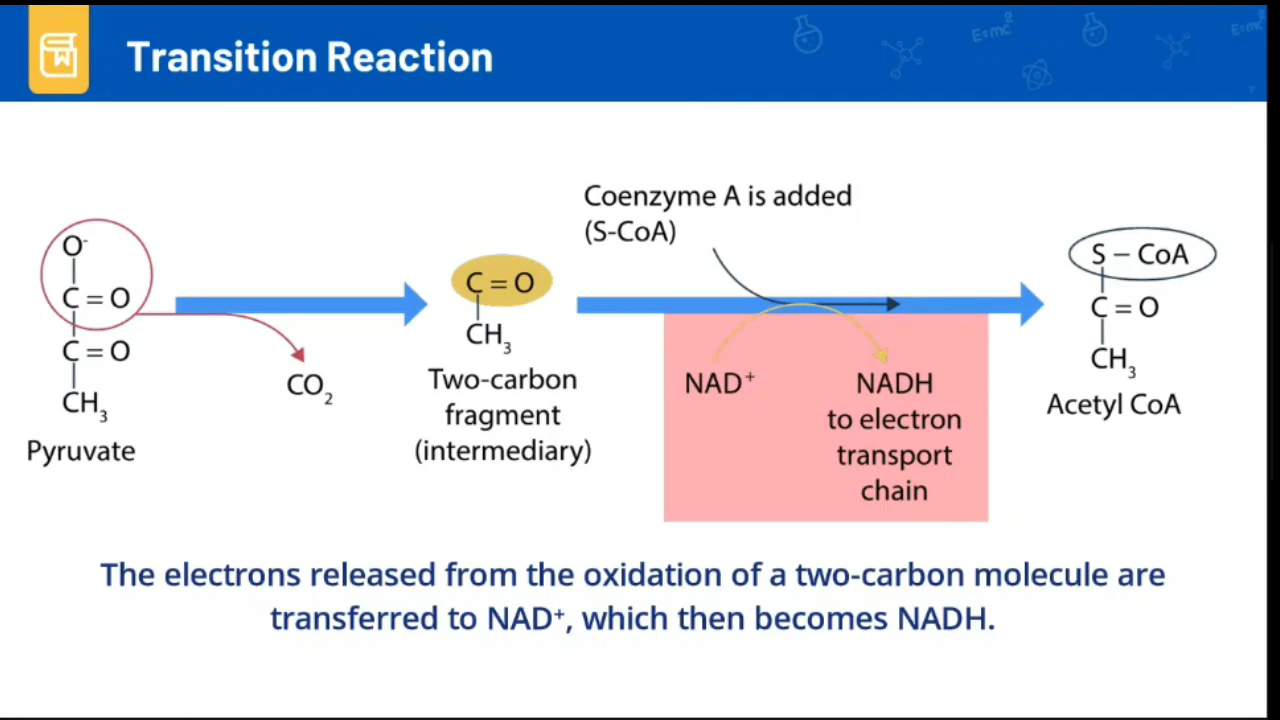 Transition Reaction
E=mc²
E=mc²
Coenzyme A is added
(S-CoA)
O⁻
C = O
C = O
CH₃
Pyruvate
CO₂
C = O
CH₃
Two-carbon
fragment
(intermediary)
NAD⁺
NADH
to electron
transport
chain
S – CoA
C = O
CH₃
Acetyl CoA
The electrons released from the oxidation of a two-carbon molecule are
transferred to NAD⁺, which then becomes NADH.